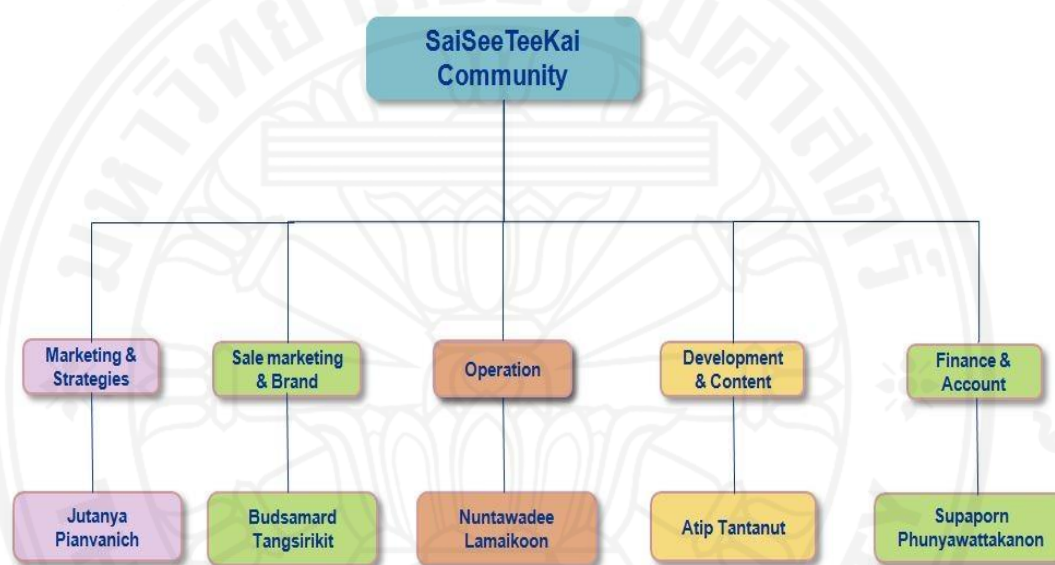 SaiSeeTeeKai
Community
Marketing &
Strategies
Sale marketing
& Brand
Operation
Development
& Content
Finance &
Account
Jutanya
Pianvanich
Budsamard
Tangsirikit
Nuntawadee
Lamaikoon
Atip Tantanut
Supaporn
Phunyawattakanon